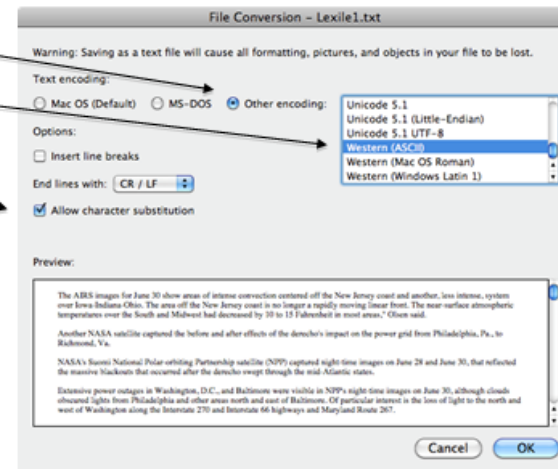 File Conversion – Lexile1.txt
Warning: Saving as a text file will cause all formatting, pictures, and objects in your file to be lost.
Text encoding:
Mac OS (Default) MS-DOS Other encoding:
Unicode 5.1
Unicode 5.1 (Little-Endian)
Unicode 5.1 UTF-8
Western (ASCII)
Western (Mac OS Roman)
Western (Windows Latin 1)
Options:
Insert line breaks
End lines with: CR / LF
Allow character substitution
Preview:
The AIRS images for June 30 show areas of intense convection centered off the New Jersey coast and another, less intense, system
over Iowa-Indiana-Ohio. The area off the New Jersey coast is no longer a rapidly moving linear front. The near-surface atmospheric
temperatures over the South and Midwest had decreased by 10 to 15 Fahrenheit in most areas," Olsen said.
Another NASA satellite captured the before and after effects of the derecho's impact on the power grid from Philadelphia, Pa., to
Richmond, Va.
NASA's Suomi National Polar-orbiting Partnership satellite (NPP) captured night-time images on June 28 and June 30, that reflected
the massive blackouts that occurred after the derecho swept through the mid-Atlantic states.
Extensive power outages in Washington, D.C., and Baltimore were visible in NPP's night-time images on June 30, although clouds
obscured lights from Philadelphia and other areas north and east of Baltimore. Of particular interest is the loss of light to the north and
west of Washington along the Interstate 270 and Interstate 66 highways and Maryland Route 267.
Cancel OK